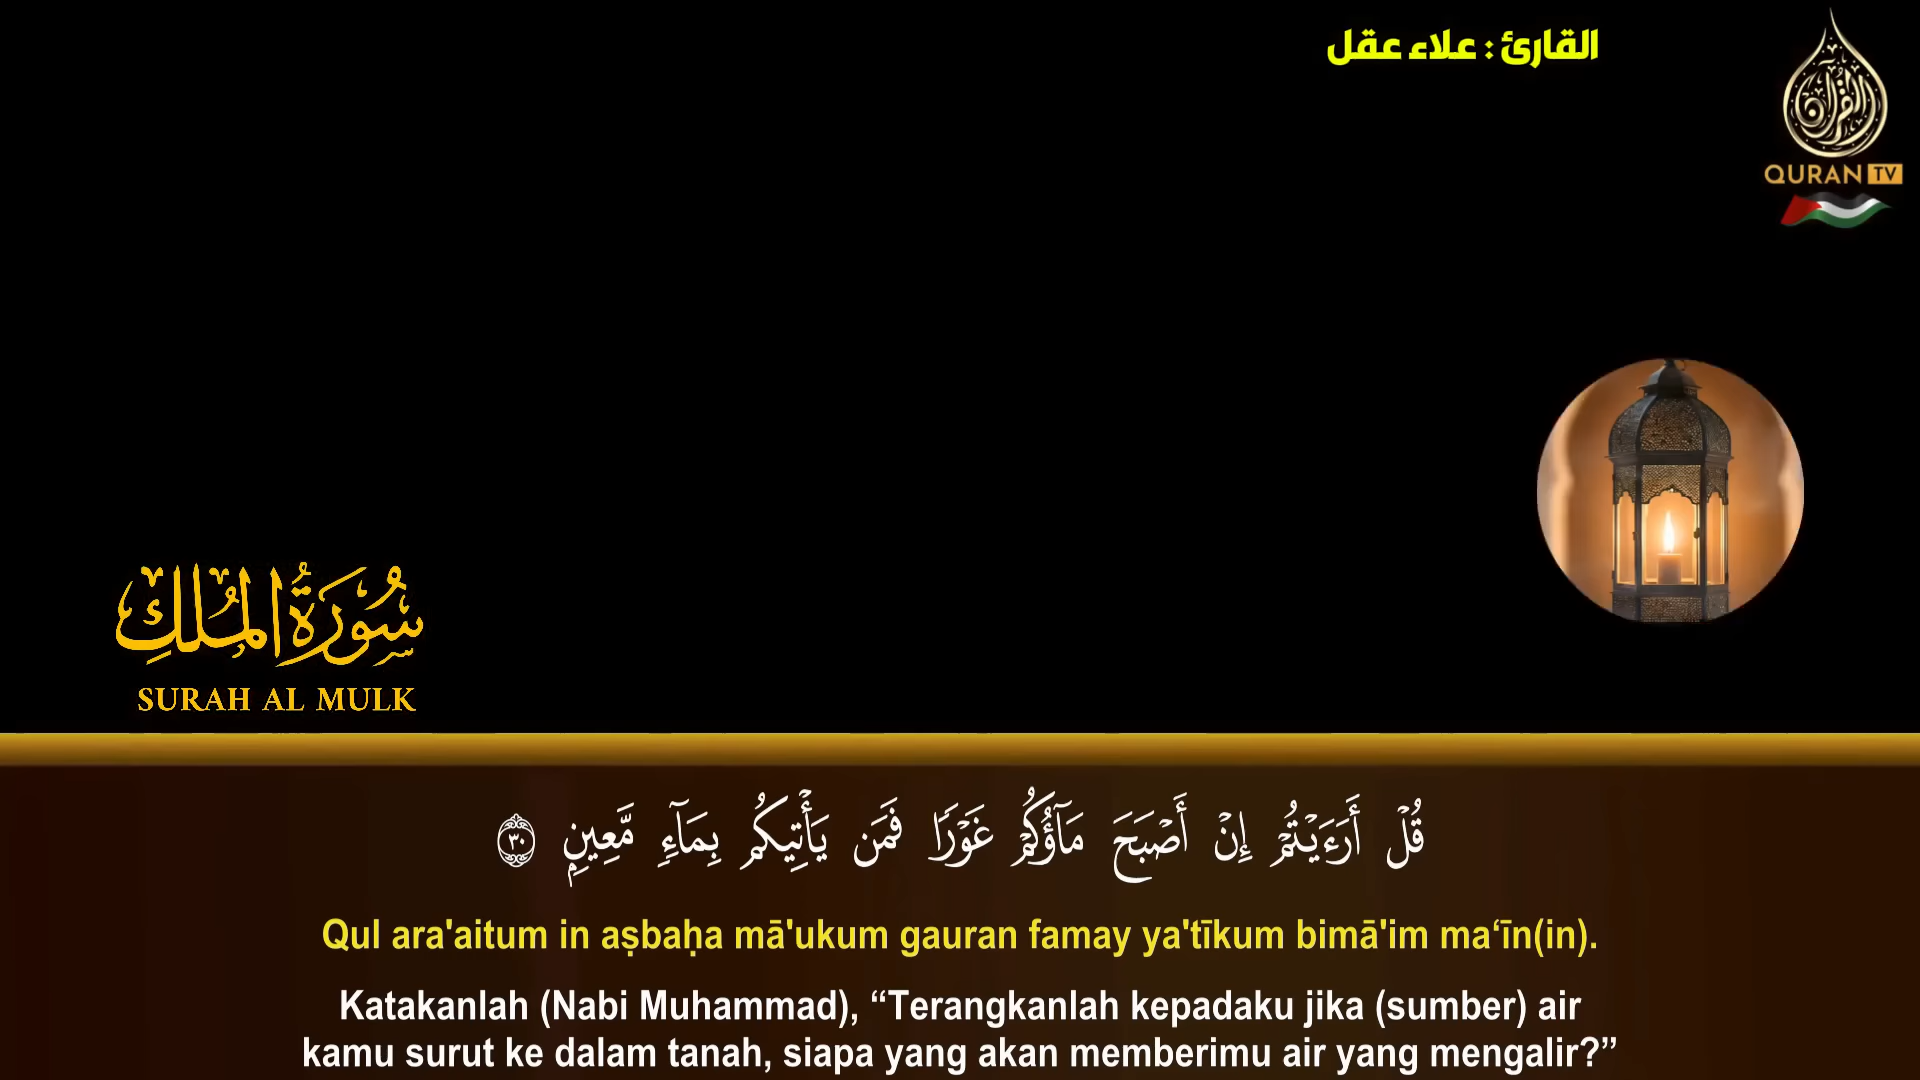 القارئ : علاء عقل
القرآن
QURAN TV
سُورَةُ المُلكِ
SURAH AL MULK
قُلْ أَرَءَيْتُمْ إِنْ أَصْبَحَ مَآؤُكُمْ غَوْرًا فَمَن يَأْتِيكُم بِمَآءٍ مَّعِينٍۭ ٣٠
Qul ara'aitum in aṣbaḥa mā'ukum gauran famay ya'tīkum bimā'im ma‘īn(in).
Katakanlah (Nabi Muhammad), “Terangkanlah kepadaku jika (sumber) air
kamu surut ke dalam tanah, siapa yang akan memberimu air yang mengalir?”